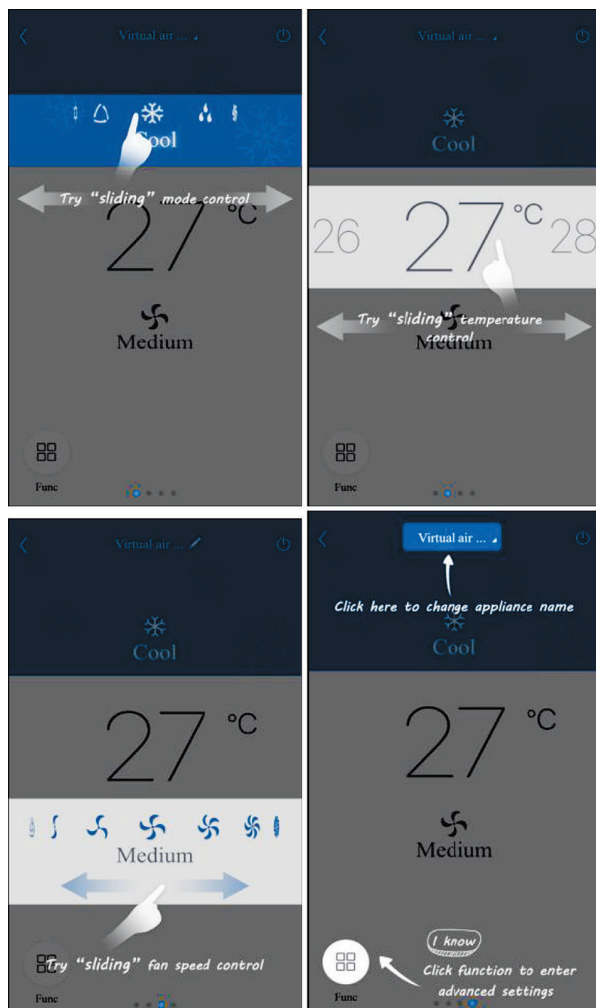 Virtual air ...
Cool
Try “sliding” mode control
27 °C
Medium
Func
Virtual air ...
Cool
26 27 °C 28
Try “sliding” temperature
control
Medium
Func
Virtual air ...
Cool
27 °C
Medium
Try “sliding” fan speed control
Func
Virtual air ...
Click here to change appliance name
Cool
27 °C
Medium
I know
Click function to enter
advanced settings
Func